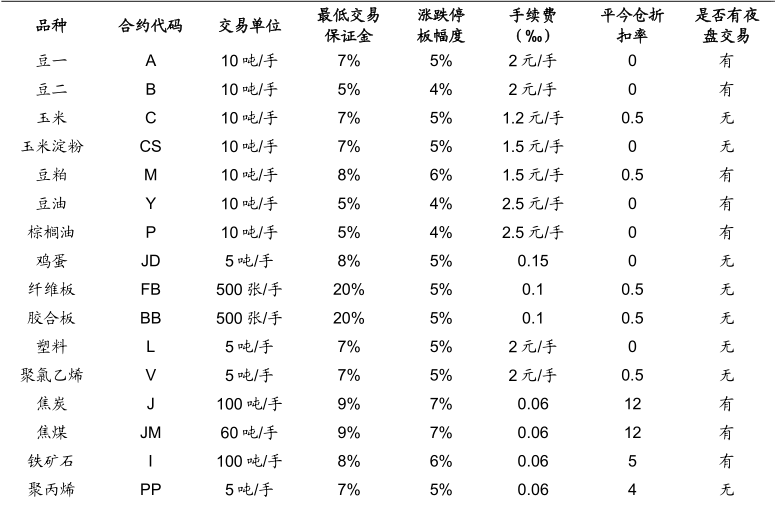 品种 合约代码 交易单位 最低交易保证金 涨跌停板幅度 手续费（‰） 平今仓折扣率 是否有夜盘交易
豆一 A 10 吨/手 7% 5% 2 元/手 0 有
豆二 B 10 吨/手 5% 4% 2 元/手 0 有
玉米 C 10 吨/手 7% 5% 1.2 元/手 0.5 无
玉米淀粉 CS 10 吨/手 7% 5% 1.5 元/手 0 无
豆粕 M 10 吨/手 8% 6% 1.5 元/手 0.5 有
豆油 Y 10 吨/手 5% 4% 2.5 元/手 0 有
棕榈油 P 10 吨/手 5% 4% 2.5 元/手 0 有
鸡蛋 JD 5 吨/手 8% 5% 0.15 0 无
纤维板 FB 500 张/手 20% 5% 0.1 0.5 无
胶合板 BB 500 张/手 20% 5% 0.1 0.5 无
塑料 L 5 吨/手 7% 5% 2 元/手 0 无
聚氯乙烯 V 5 吨/手 7% 5% 2 元/手 0.5 无
焦炭 J 100 吨/手 9% 7% 0.06 12 有
焦煤 JM 60 吨/手 9% 7% 0.06 12 有
铁矿石 I 100 吨/手 8% 6% 0.06 5 有
聚丙烯 PP 5 吨/手 7% 5% 0.06 4 无